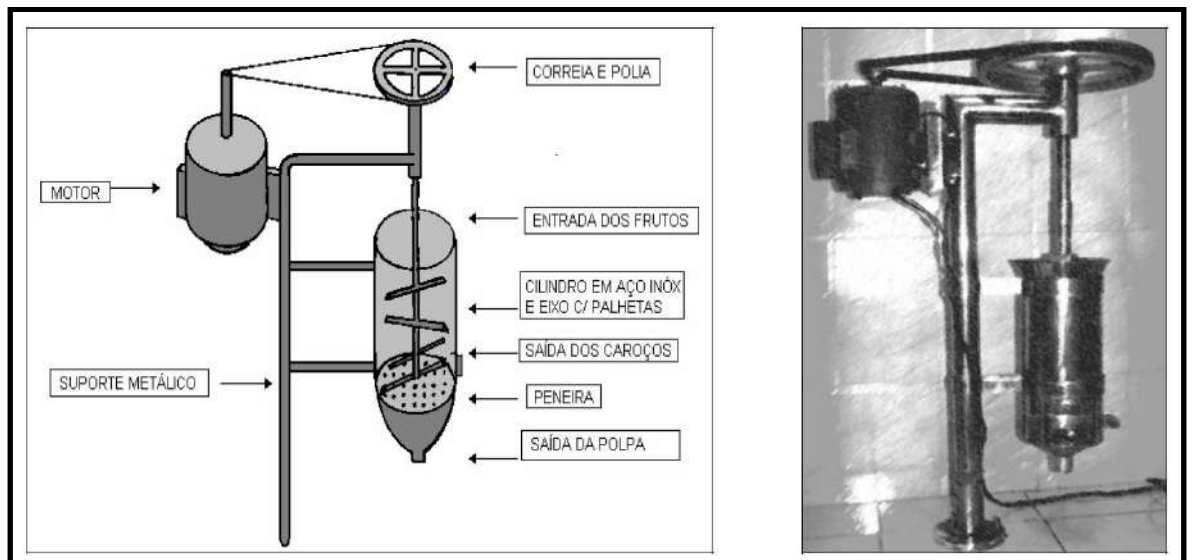 CORREIA E POLIA
MOTOR
ENTRADA DOS FRUTOS
CILINDRO EM AÇO INÓX
E EIXO C/ PALHETAS
SAÍDA DOS CAROÇOS
SUPORTE METÁLICO
PENEIRA
SAÍDA DA POLPA